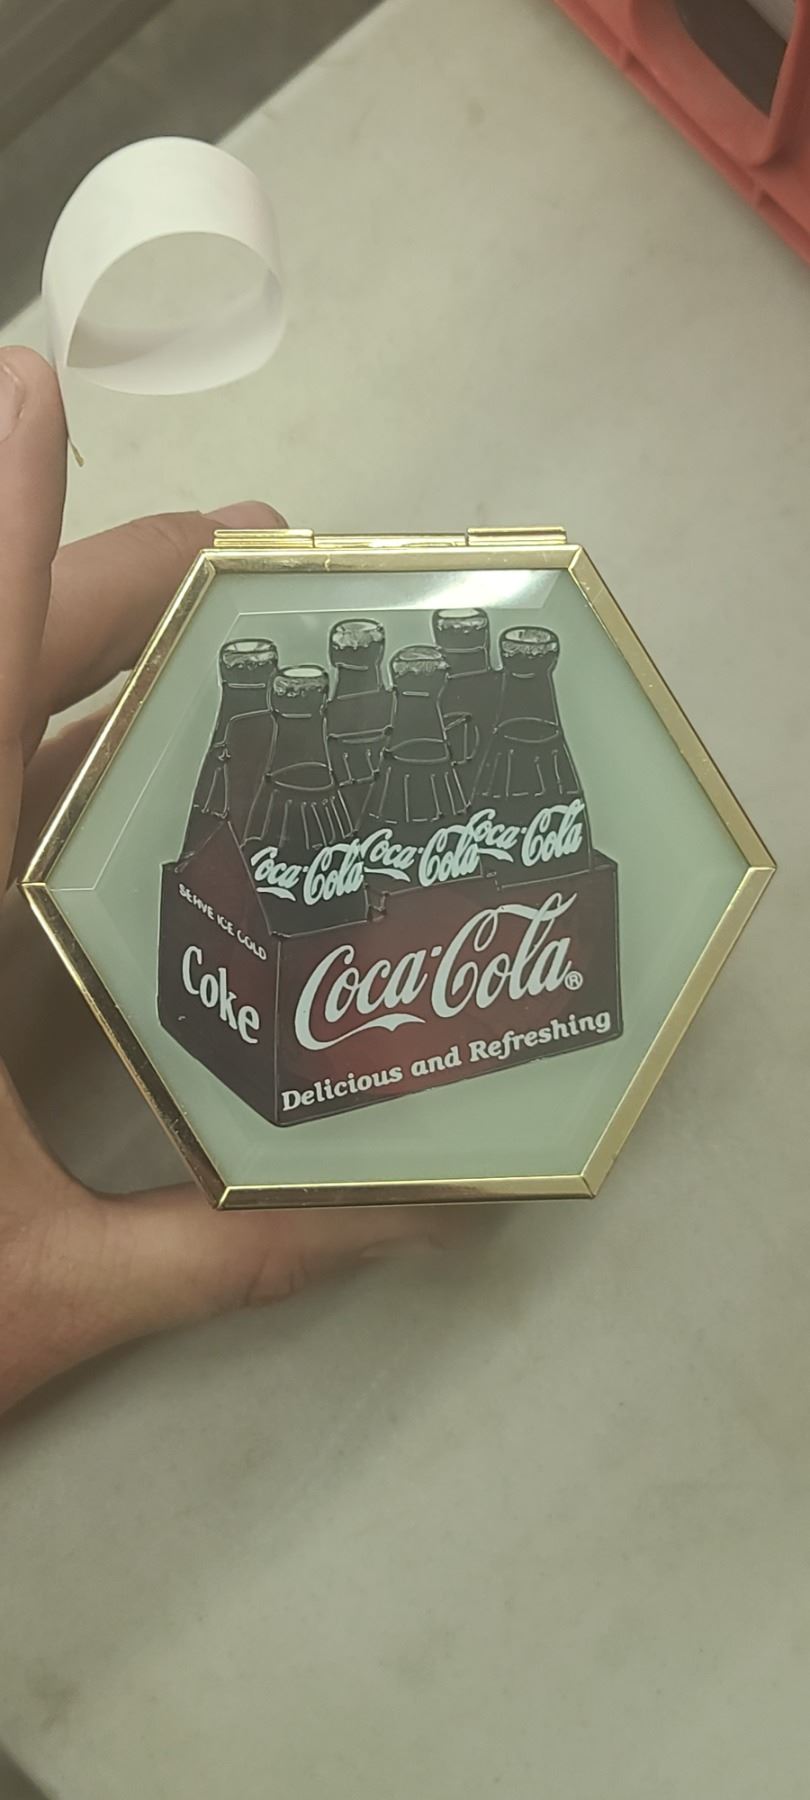 Coca-Cola Coca-Cola Coca-Cola
SERVE ICE COLD
Coke
Coca-Cola®
Delicious and Refreshing